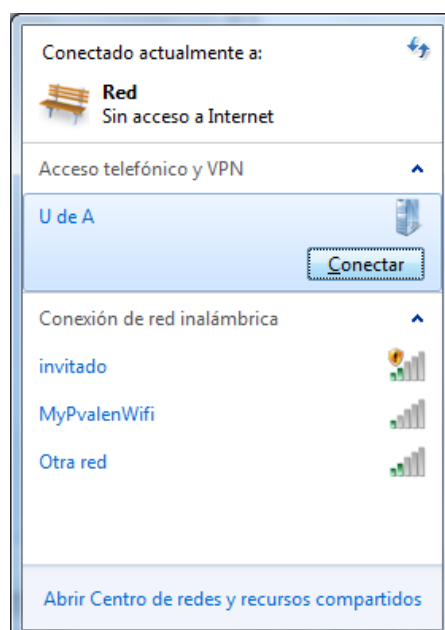 Conectado actualmente a:
Red
Sin acceso a Internet
Acceso telefónico y VPN
U de A
Conectar
Conexión de red inalámbrica
invitado
MyPvalenWifi
Otra red
Abrir Centro de redes y recursos compartidos